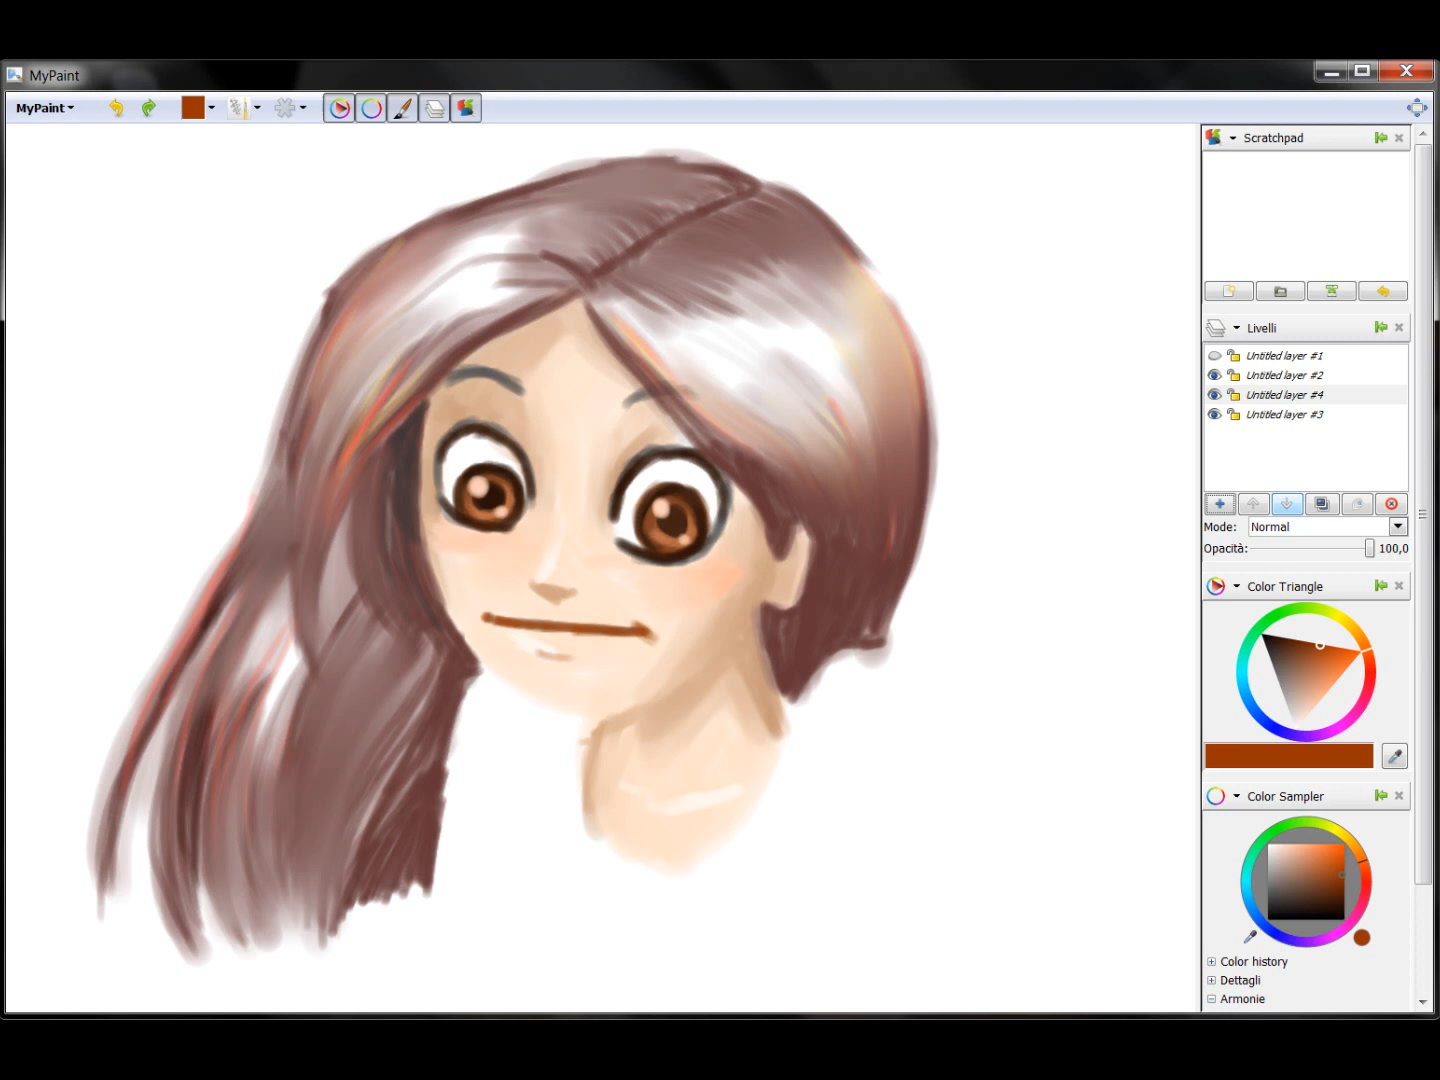 MyPaint
MyPaint
Scratchpad
Livelli
Untitled layer #1
Untitled layer #2
Untitled layer #4
Untitled layer #3
Mode: Normal
Opacità: 100,0
Color Triangle
Color Sampler
Color history
Dettagli
Armonie